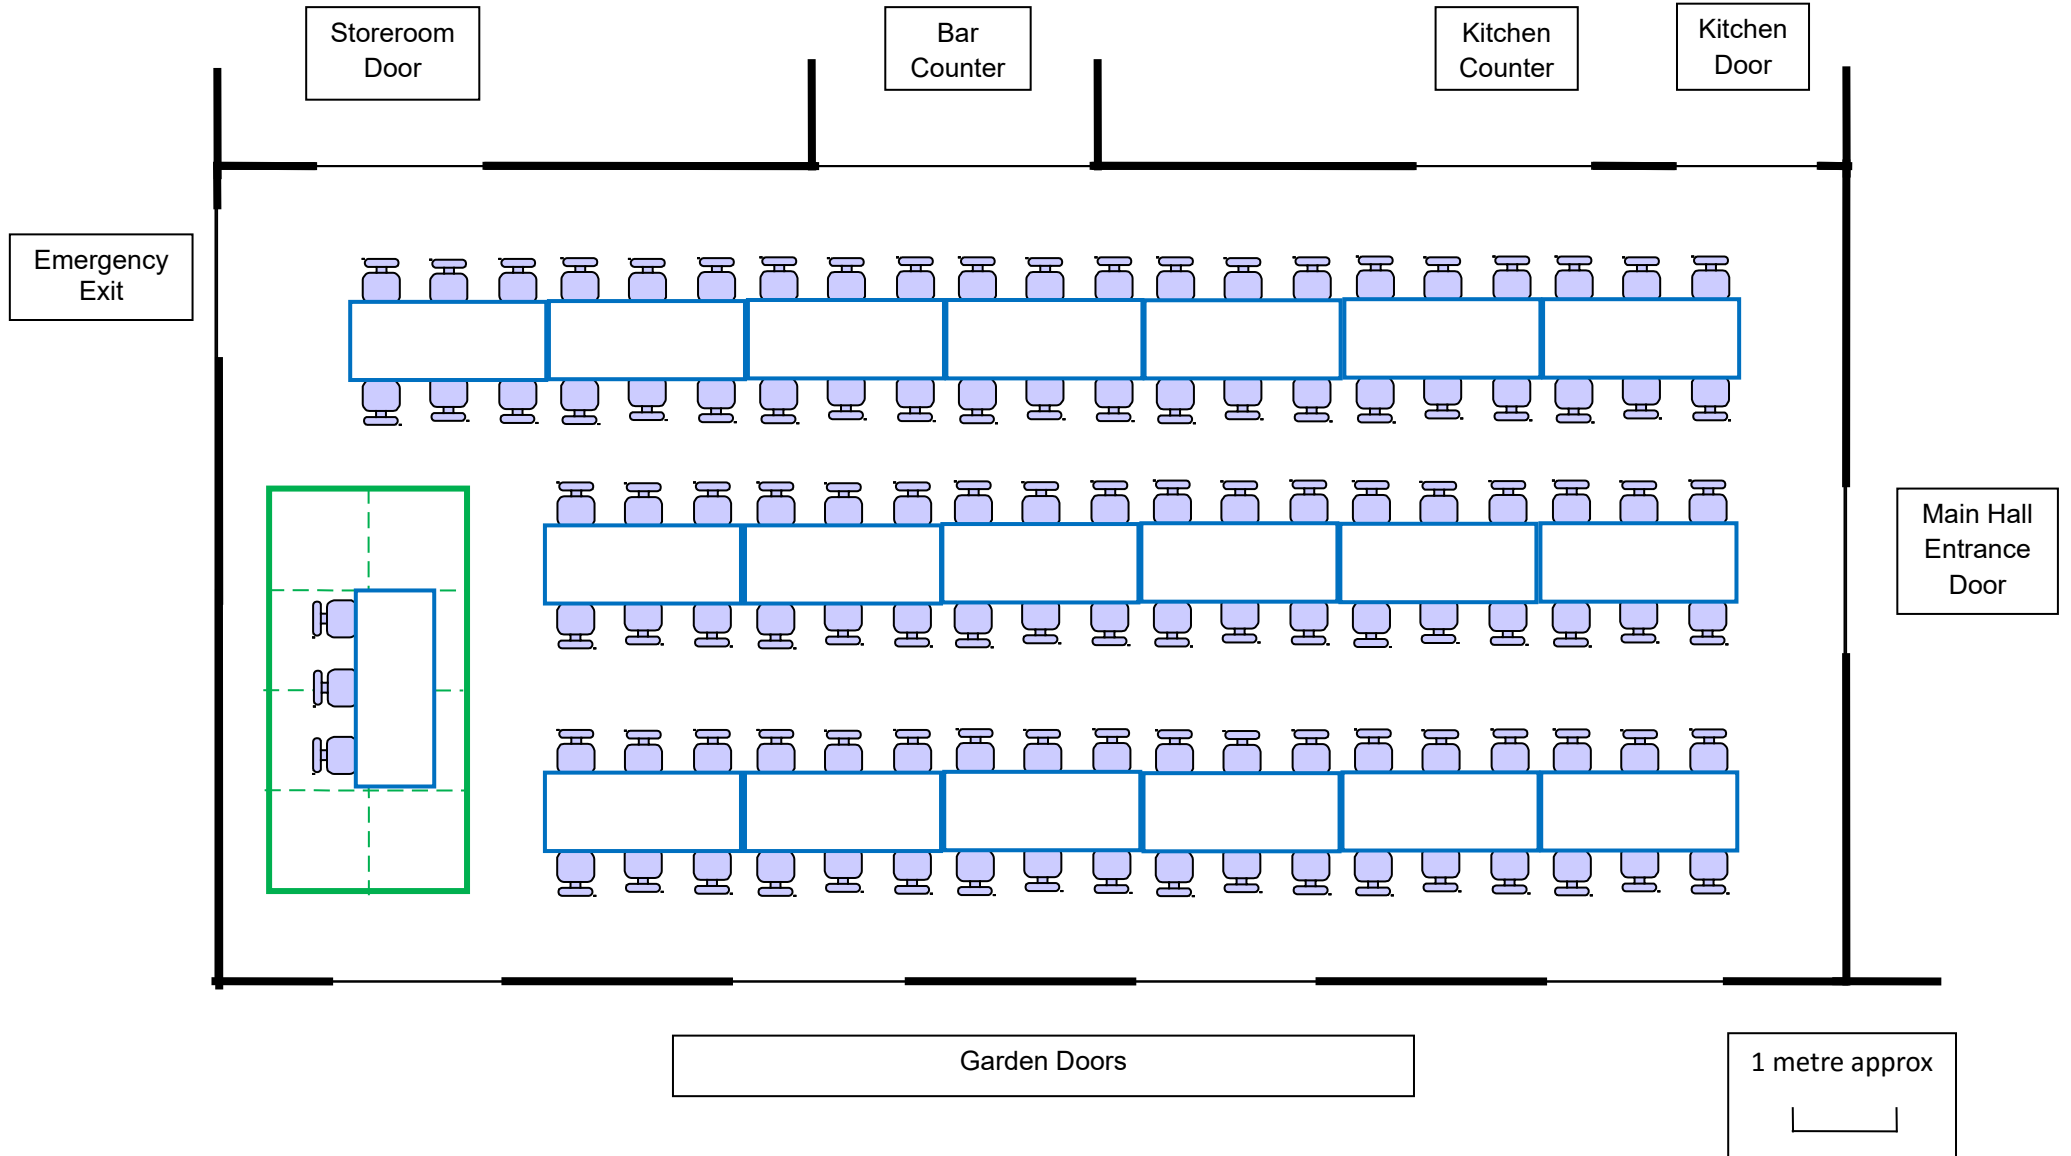 Storeroom
Door
Bar
Counter
Kitchen
Counter
Kitchen
Door
Emergency
Exit
Main Hall
Entrance
Door
Garden Doors
1 metre approx